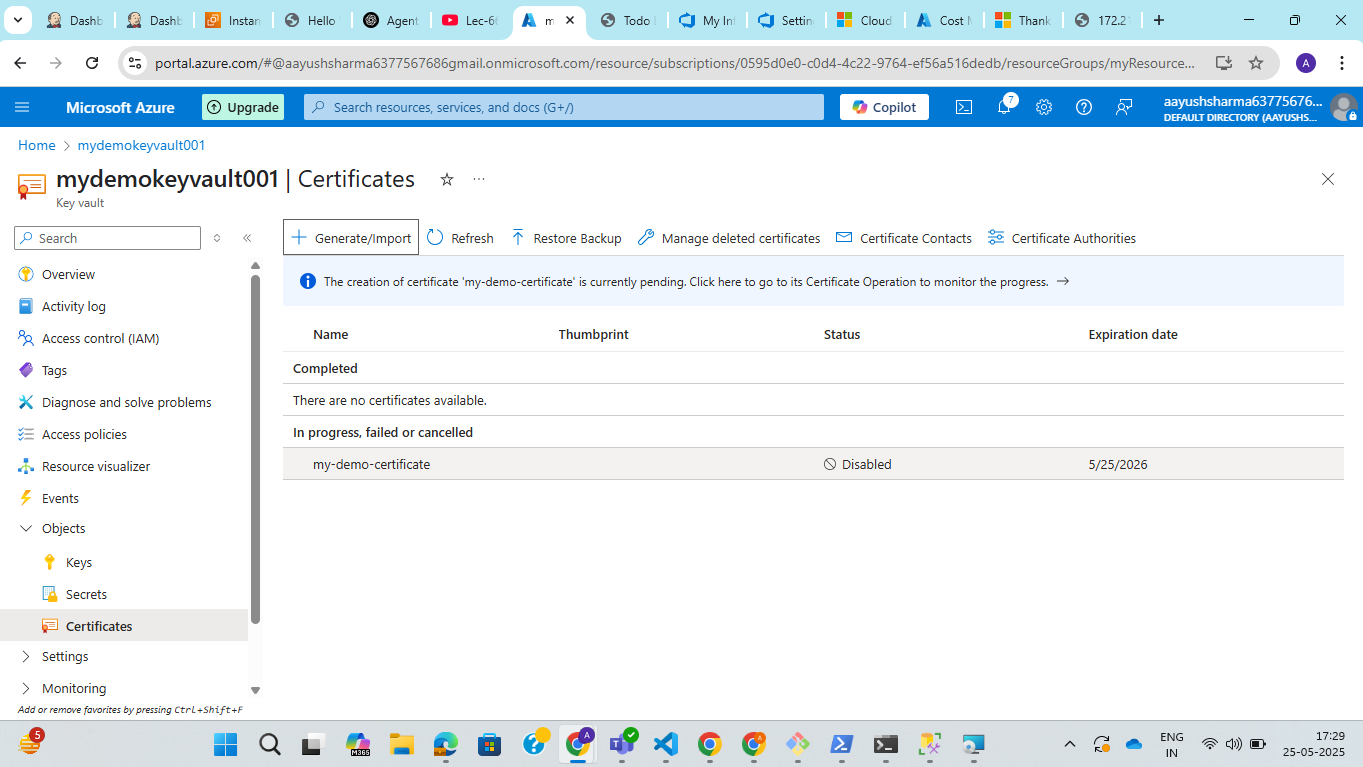 Dashb
Dashb
Instan
Hello
Agent
Lec-6
m
Todo
My Inf
Settin
Cloud
Cost M
Thank
172.2
portal.azure.com/#@aayushsharma6377567686gmail.onmicrosoft.com/resource/subscriptions/0595d0e0-c0d4-4c22-9764-ef56a516dedb/resourceGroups/myResource...
A
Microsoft Azure
Upgrade
Search resources, services, and docs (G+/)
Copilot
7
aayushsharma63775676...
DEFAULT DIRECTORY (AAYUSHS...
Home > mydemokeyvault001
mydemokeyvault001 | Certificates
Key vault
Search
Generate/Import
Refresh
Restore Backup
Manage deleted certificates
Certificate Contacts
Certificate Authorities
The creation of certificate 'my-demo-certificate' is currently pending. Click here to go to its Certificate Operation to monitor the progress. →
Overview
Activity log
Access control (IAM)
Tags
Diagnose and solve problems
Access policies
Resource visualizer
Events
Objects
Keys
Secrets
Certificates
Settings
Monitoring
Add or remove favorites by pressing Ctrl+Shift+F
Name Thumbprint Status Expiration date
Completed
There are no certificates available.
In progress, failed or cancelled
my-demo-certificate Disabled 5/25/2026
5
M365
A
ENG
IN
17:29
25-05-2025